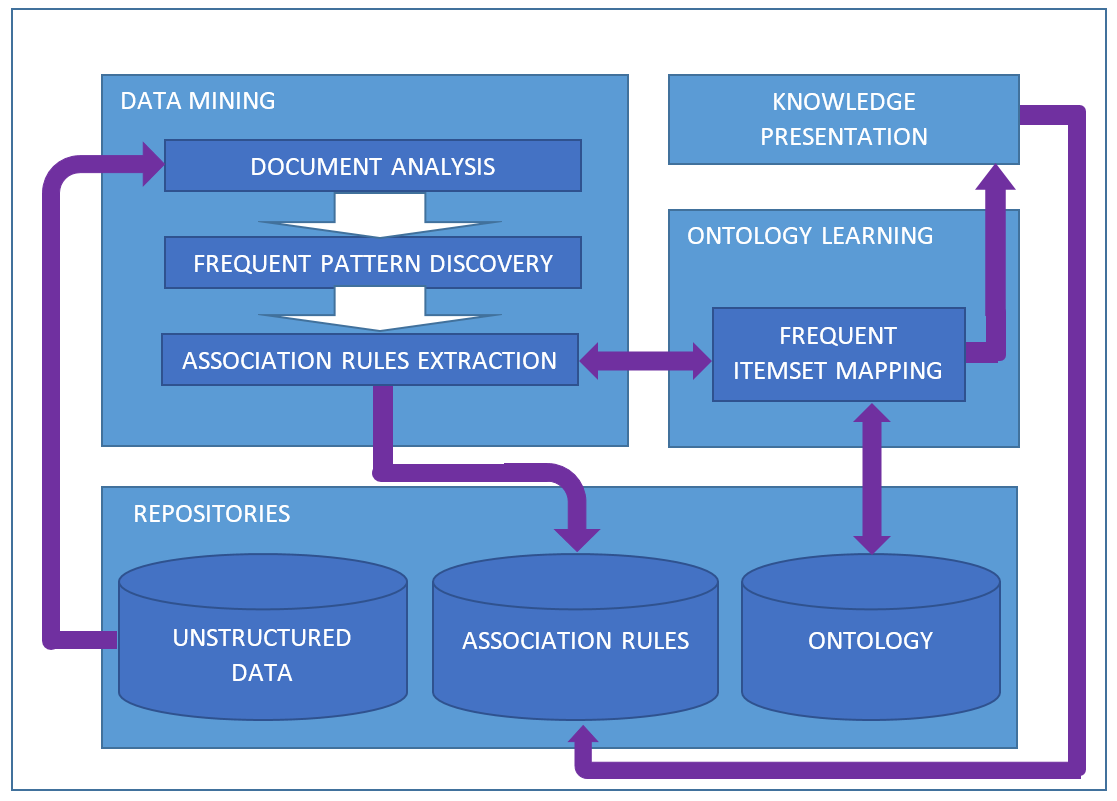 DATA MINING
DOCUMENT ANALYSIS
FREQUENT PATTERN DISCOVERY
ASSOCIATION RULES EXTRACTION
KNOWLEDGE
PRESENTATION
ONTOLOGY LEARNING
FREQUENT
ITEMSET MAPPING
REPOSITORIES
UNSTRUCTURED
DATA
ASSOCIATION RULES
ONTOLOGY